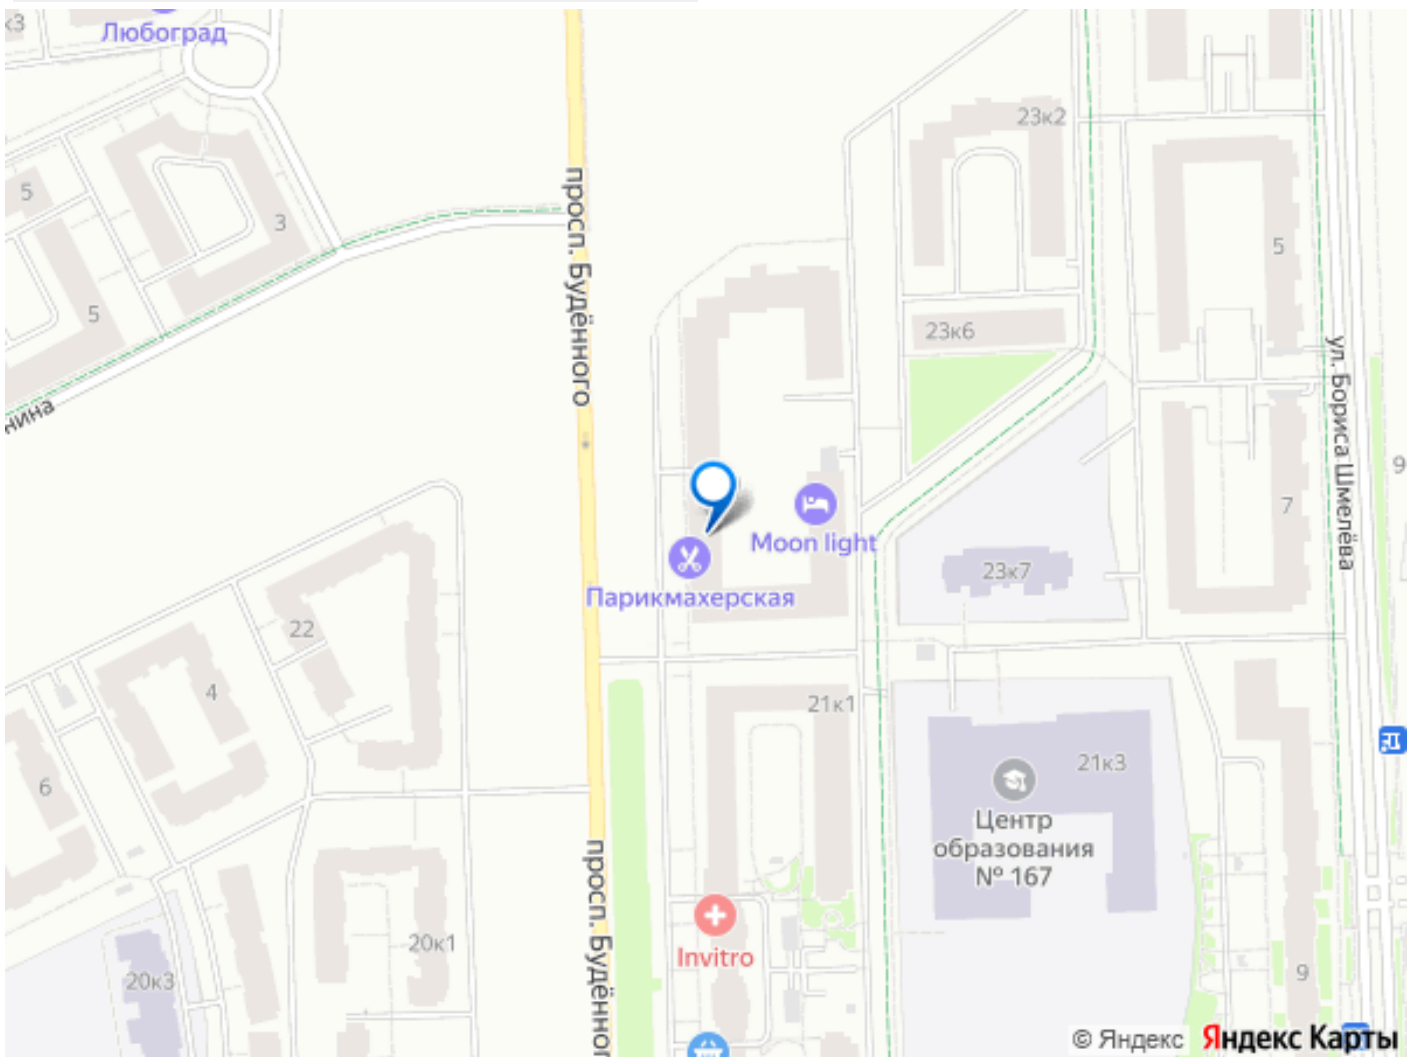 к3
Любоград
23к2
просп. Будённого
5
3
5
5
23к6
ул. Бориса Шмелёва
нина
9
7
Moon light
23к7
Парикмахерская
22
4
21к1
6
21к3
Центр
образования
№ 167
просп. Будённог
20к1
Invitro
20к3
9
© Яндекс Яндекс Карты